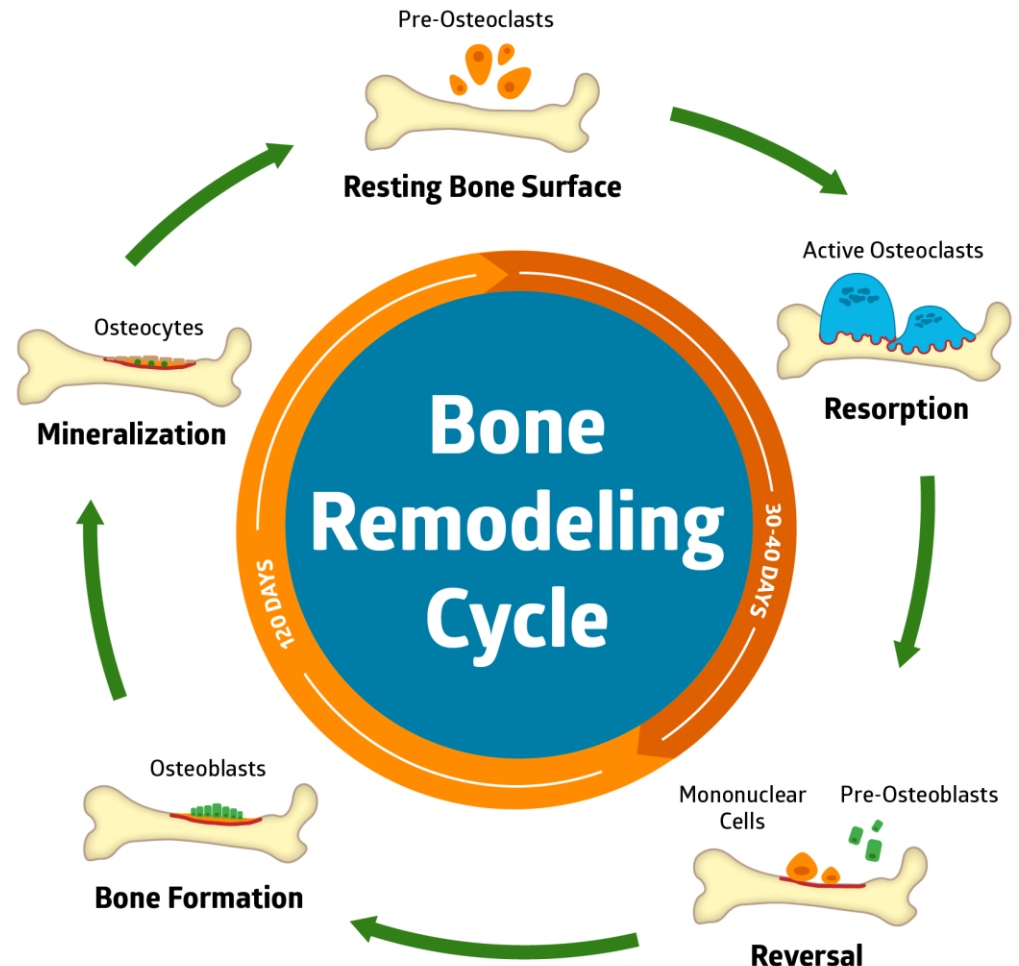 Pre-Osteoclasts
Resting Bone Surface
Active Osteoclasts
Resorption
Osteocytes
Mineralization
Bone
Remodeling
Cycle
30-40 DAYS
120 DAYS
Osteoblasts
Bone Formation
Mononuclear
Cells
Pre-Osteoblasts
Reversal